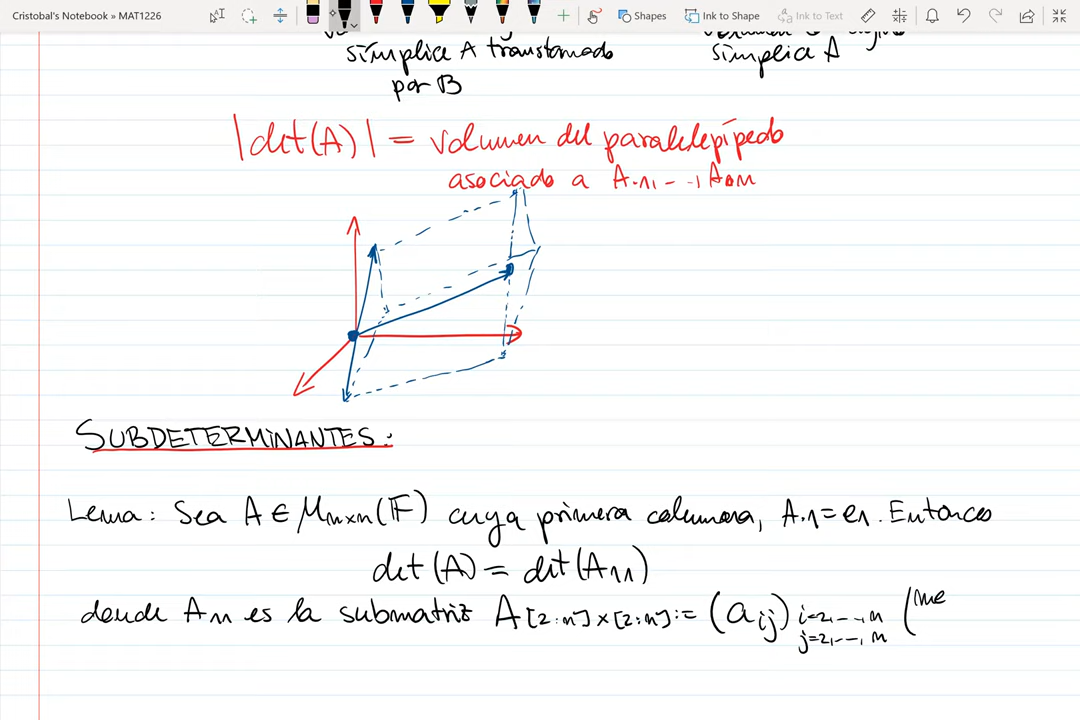 Cristobal's Notebook » MAT1226
Shapes
Ink to Shape
Ink to Text
simplice A transformado
simplice A
por B
|det(A)| = volumen del paralelepípedo
asociado a A·1, --, A·n
SUBDETERMINANTES:
Lema: Sea A ∈ Mn×n(F) cuya primera columna, A·1 = e1. Entonces
det(A) = det(A11)
donde A11 es la submatriz A[2:n]×[2:n] := (aij) i=2,--,n (me
j=2,--,n